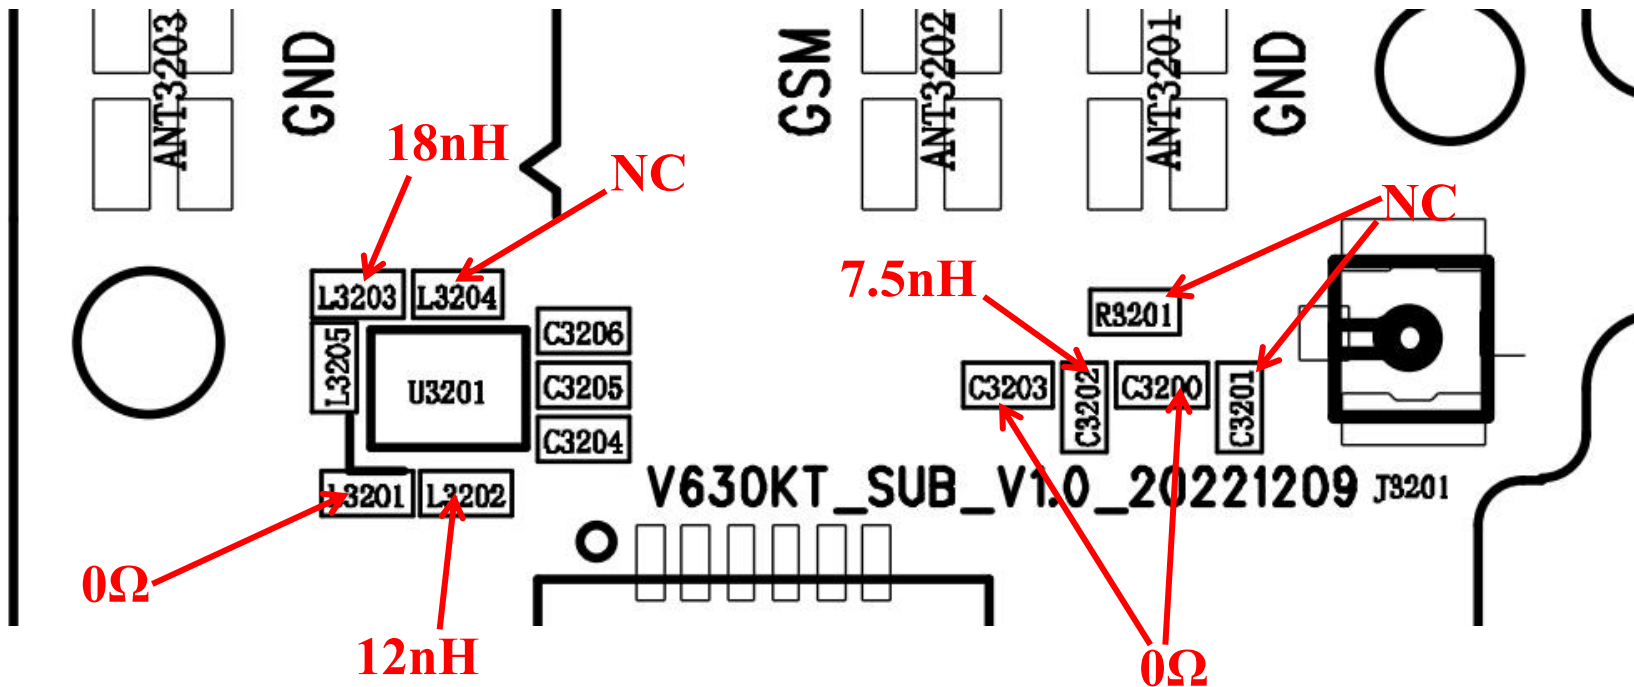 ANT3203
GND
GSM
ANT3202
ANT3201
GND
18nH
NC
NC
7.5nH
L3203
L3204
R3201
L3205
U3201
C3206
C3205
C3204
C3203
C3202
C3200
C3201
L3201
L3202
V630KT_SUB_V1.0_20221209
J3201
0Ω
12nH
0Ω